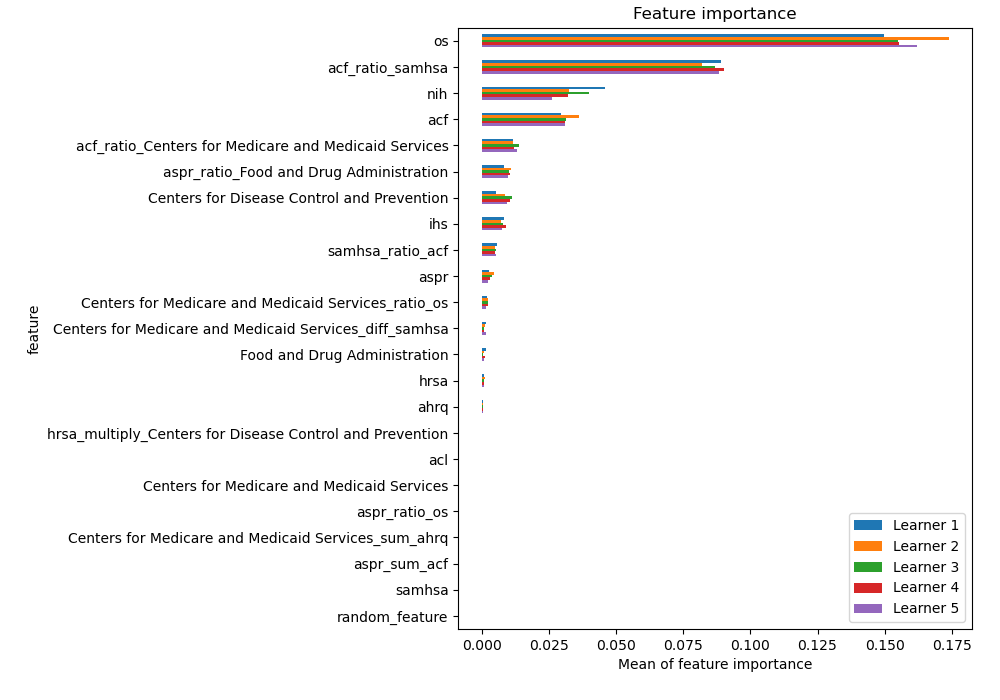 Feature importance
feature
os
acf_ratio_samhsa
nih
acf
acf_ratio_Centers for Medicare and Medicaid Services
aspr_ratio_Food and Drug Administration
Centers for Disease Control and Prevention
ihs
samhsa_ratio_acf
aspr
Centers for Medicare and Medicaid Services_ratio_os
Centers for Medicare and Medicaid Services_diff_samhsa
Food and Drug Administration
hrsa
ahrq
hrsa_multiply_Centers for Disease Control and Prevention
acl
Centers for Medicare and Medicaid Services
aspr_ratio_os
Centers for Medicare and Medicaid Services_sum_ahrq
aspr_sum_acf
samhsa
random_feature
Learner 1
Learner 2
Learner 3
Learner 4
Learner 5
0.000 0.025 0.050 0.075 0.100 0.125 0.150 0.175
Mean of feature importance